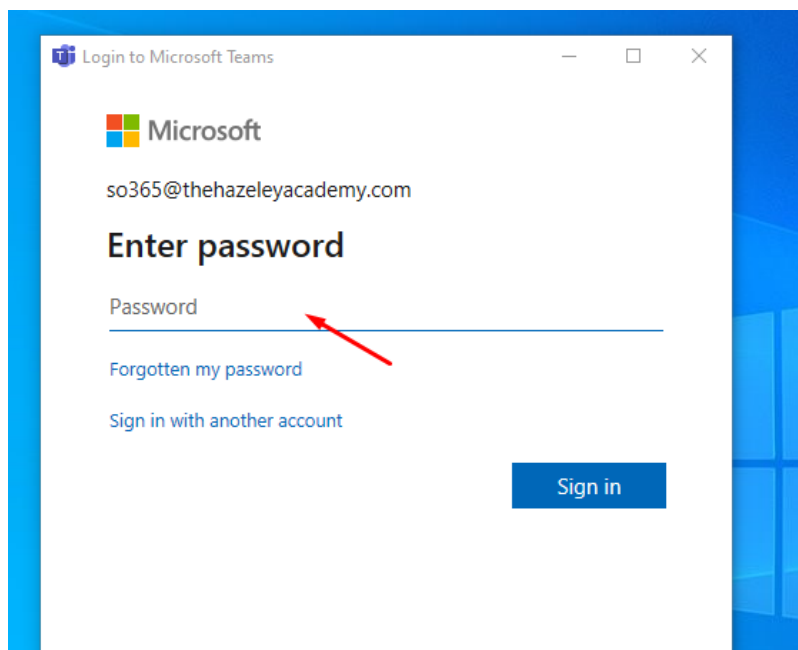 Login to Microsoft Teams
Microsoft
so365@thehazeleyacademy.com
Enter password
Password
Forgotten my password
Sign in with another account
Sign in